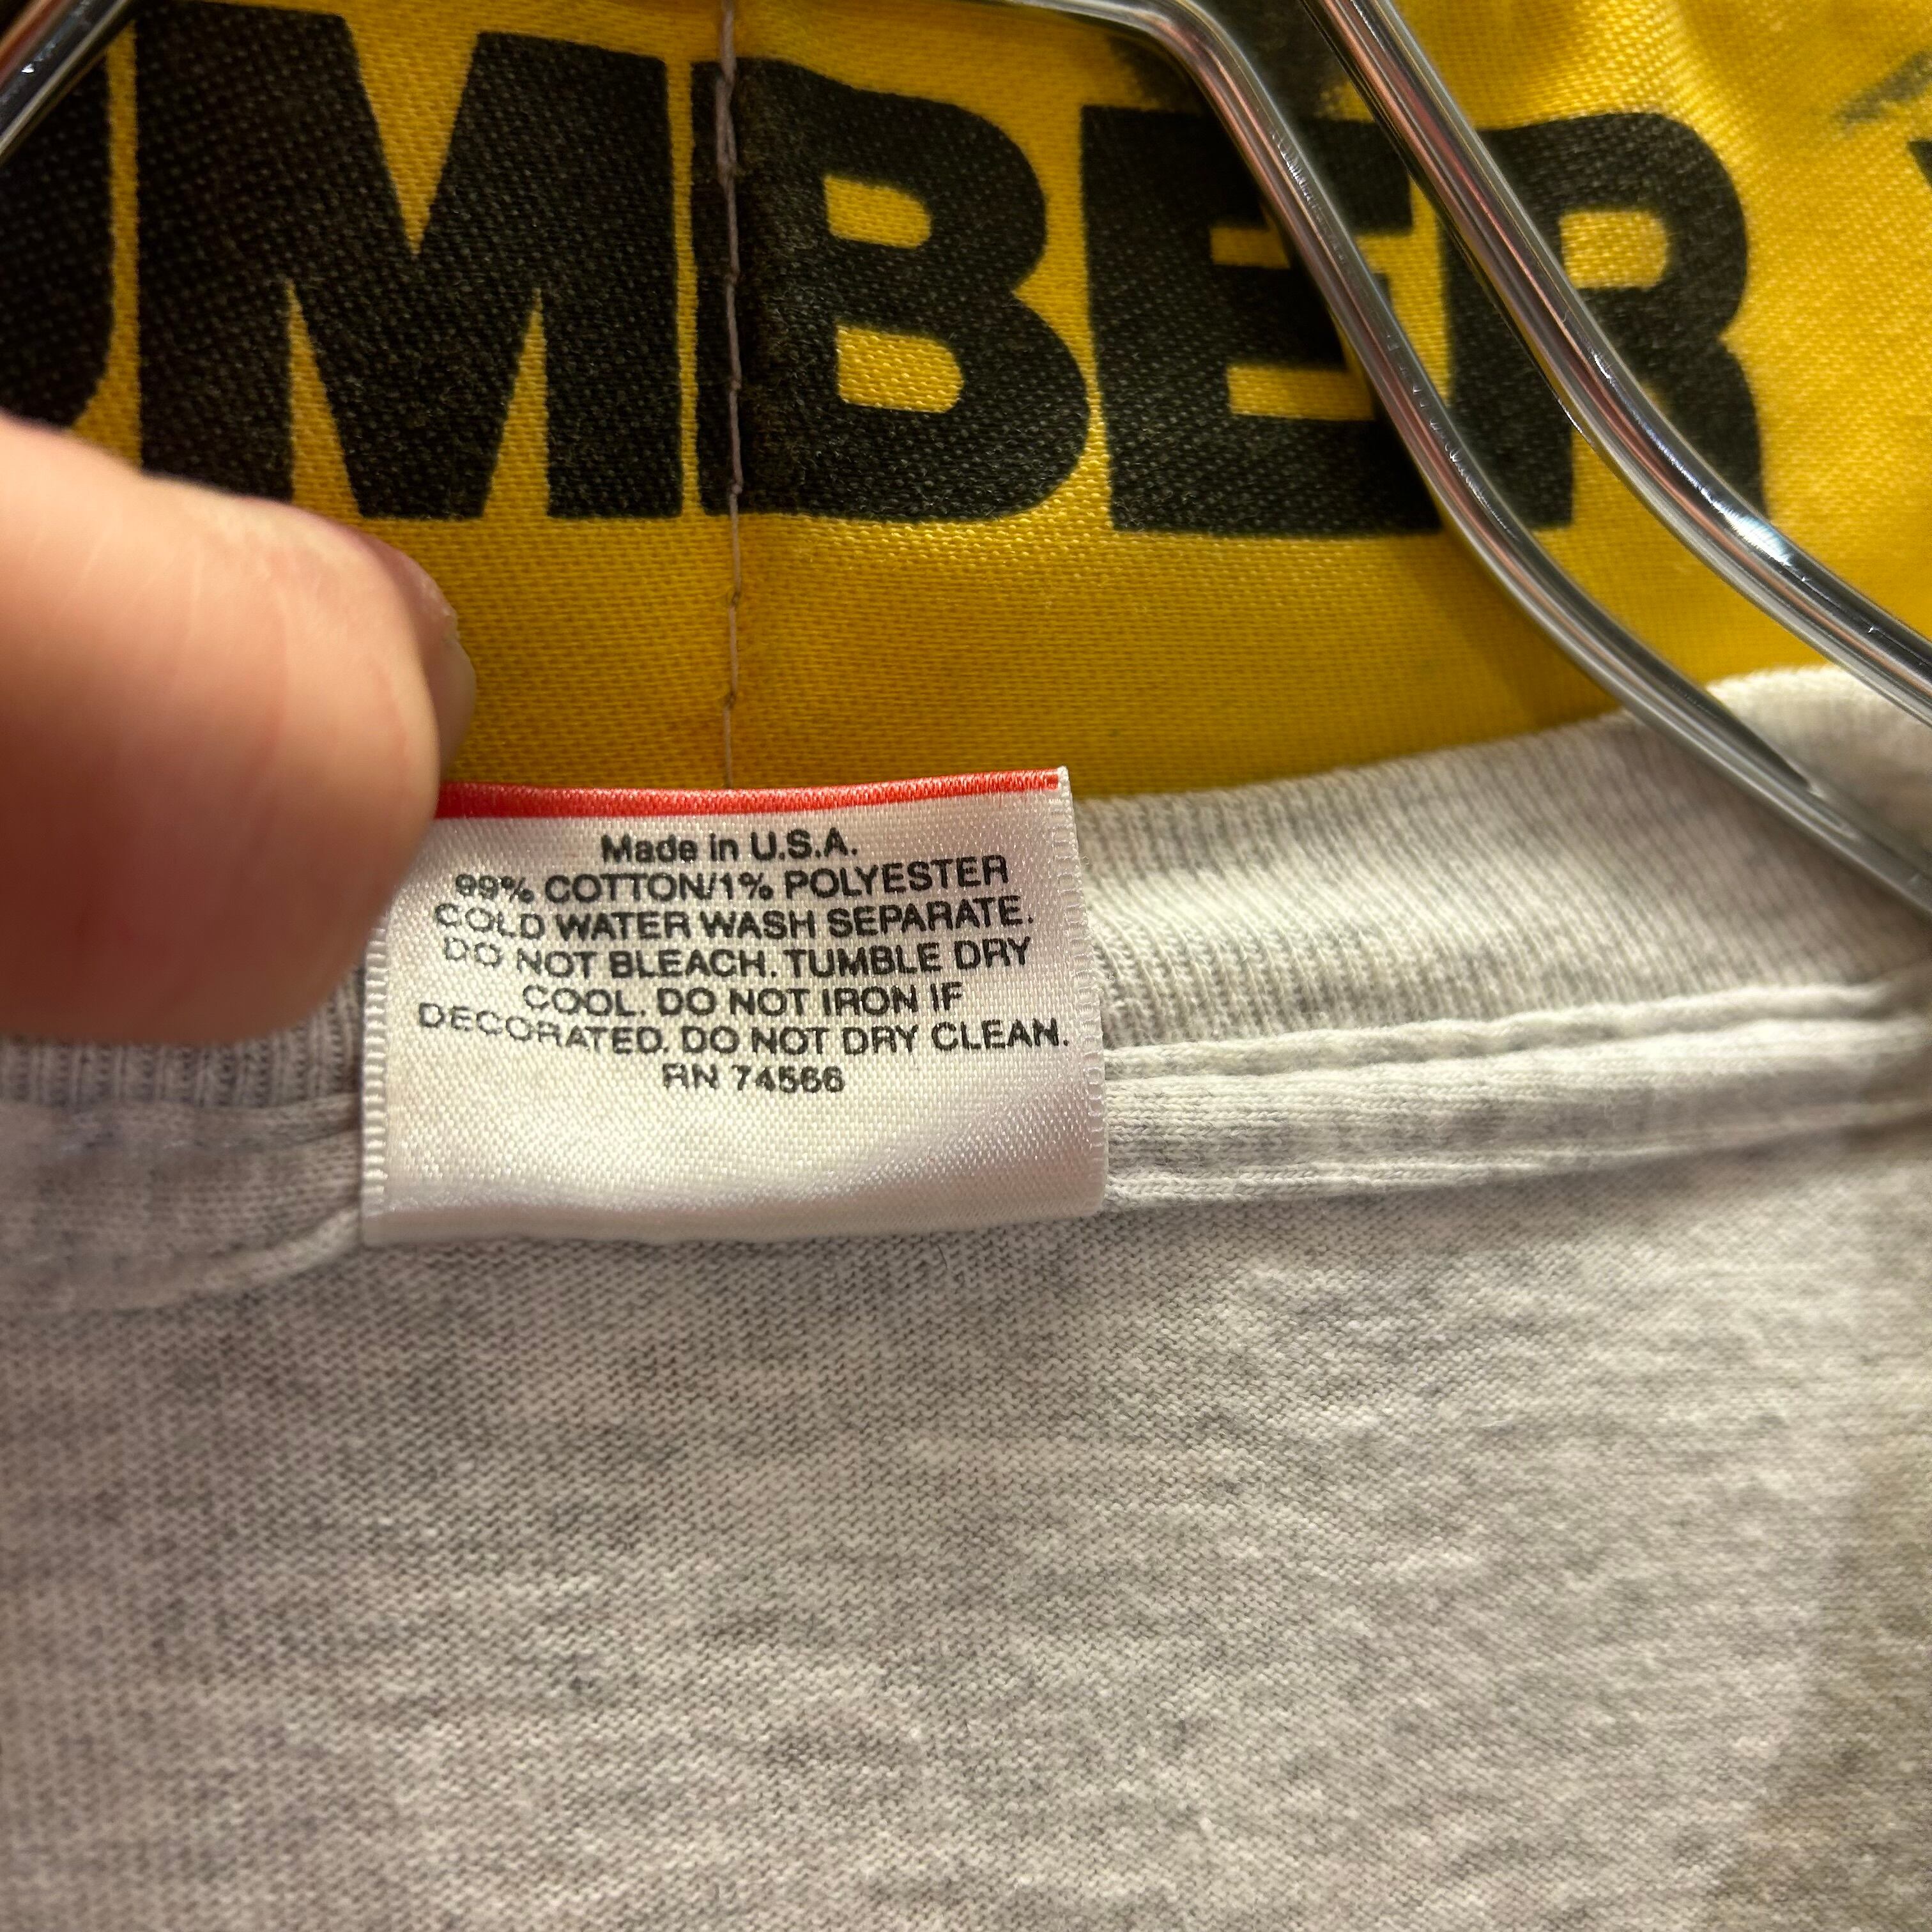 UMBER
Made in U.S.A.
99% COTTON/1% POLYESTER
COLD WATER WASH SEPARATE.
DO NOT BLEACH. TUMBLE DRY
COOL. DO NOT IRON IF
DECORATED. DO NOT DRY CLEAN.
RN 74566